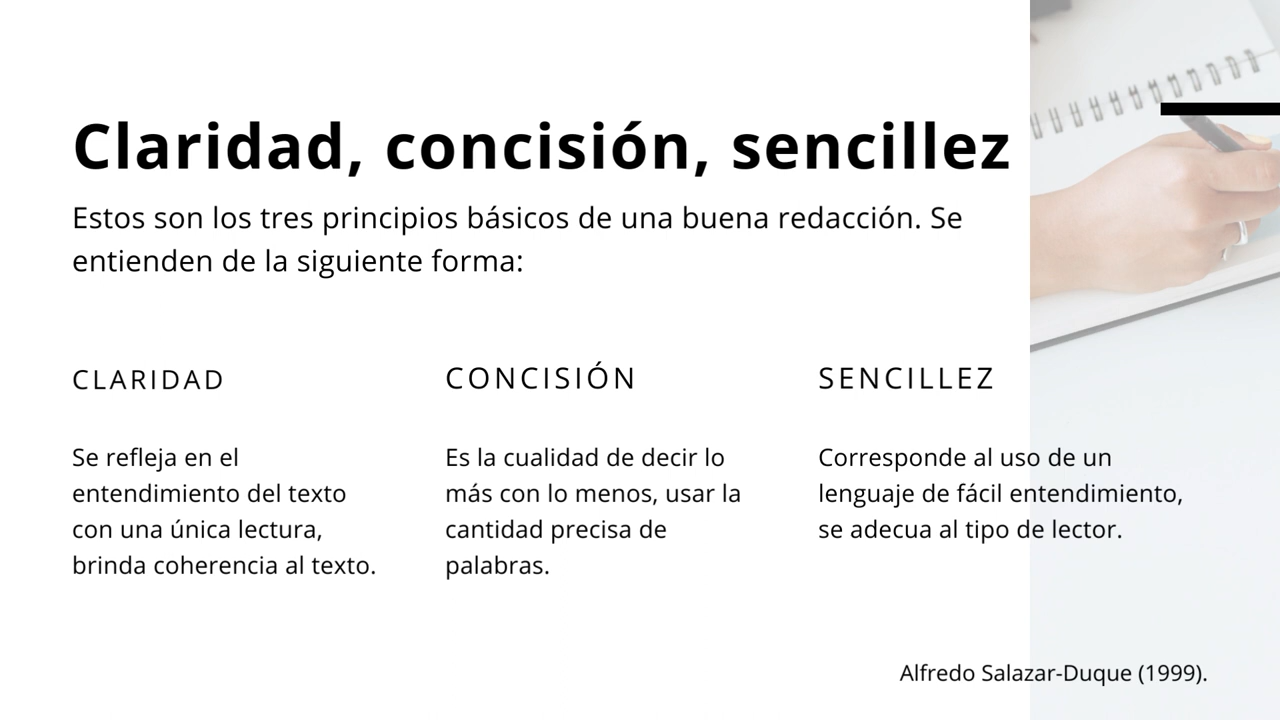 Claridad, concisión, sencillez
Estos son los tres principios básicos de una buena redacción. Se
entienden de la siguiente forma:
CLARIDAD
Se refleja en el
entendimiento del texto
con una única lectura,
brinda coherencia al texto.
CONCISIÓN
Es la cualidad de decir lo
más con lo menos, usar la
cantidad precisa de
palabras.
SENCILLEZ
Corresponde al uso de un
lenguaje de fácil entendimiento,
se adecua al tipo de lector.
Alfredo Salazar-Duque (1999).